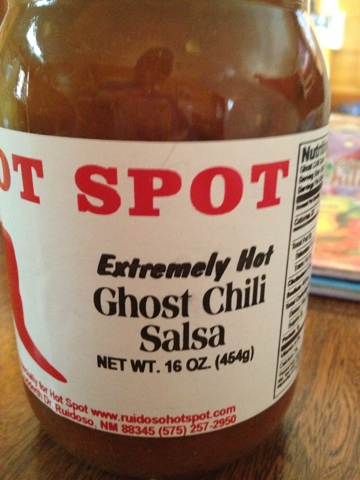 OT SPOT
Extremely Hot
Ghost Chili
Salsa
NET WT. 16 OZ. (454g)
for Hot Spot www.ruidosohotspot.com
Dr. Ruidoso, NM 88345 (575) 257-2950
Nutri